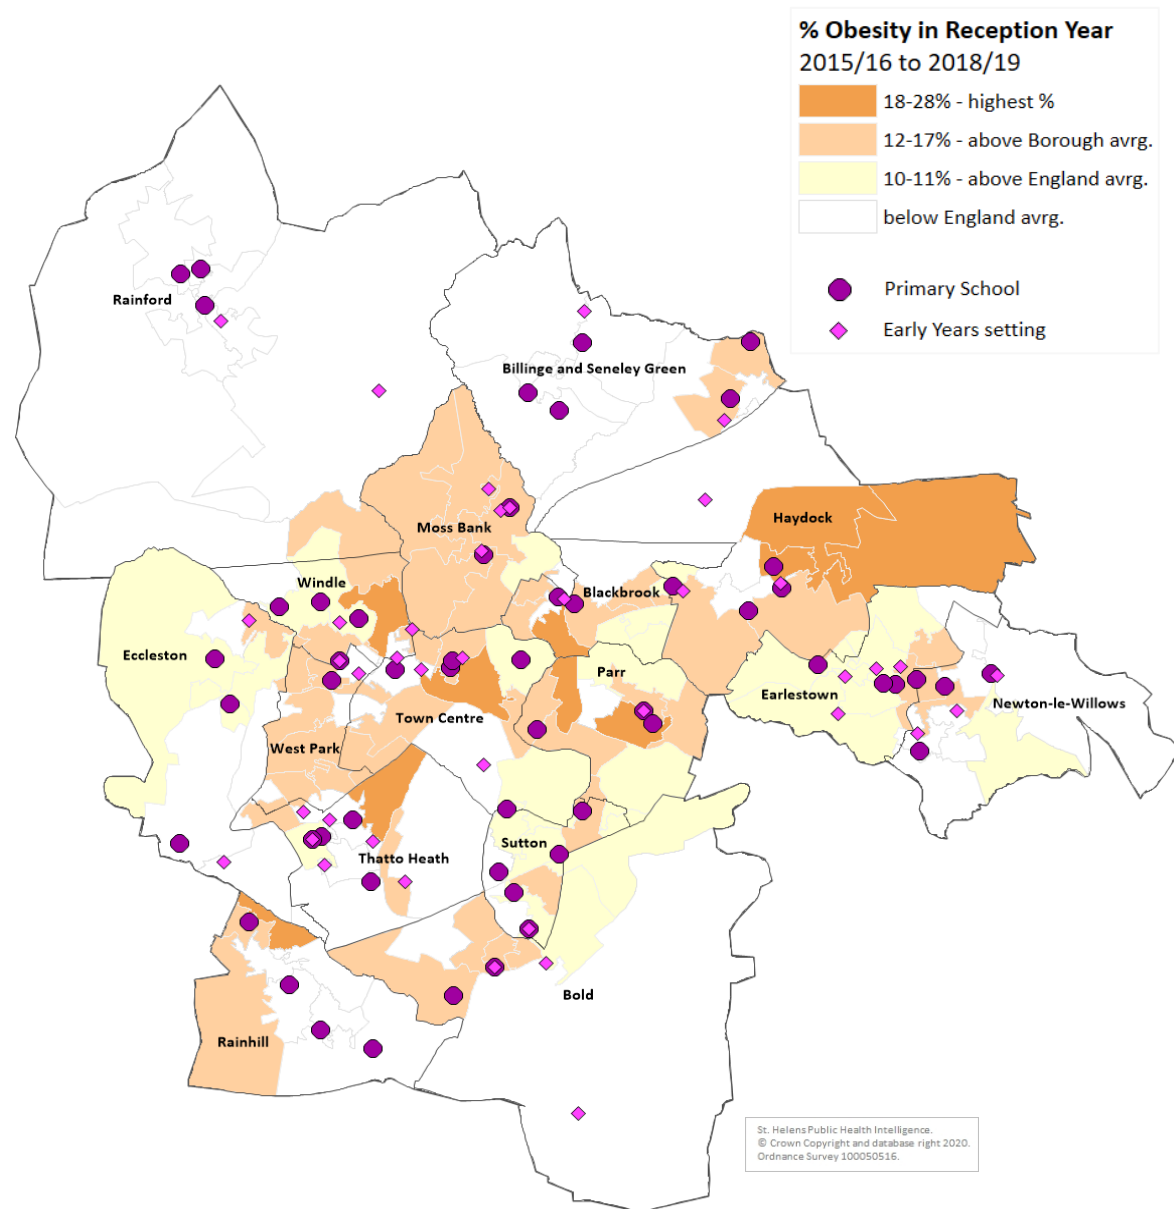 % Obesity in Reception Year
2015/16 to 2018/19
18-28% - highest %
12-17% - above Borough avrg.
10-11% - above England avrg.
below England avrg.
Primary School
Early Years setting
Rainford
Billinge and Seneley Green
Haydock
Moss Bank
Windle
Blackbrook
Eccleston
Parr
Earlestown
Newton-le-Willows
Town Centre
West Park
Sutton
Thatto Heath
Bold
Rainhill
St. Helens Public Health Intelligence.
© Crown Copyright and database right 2020.
Ordnance Survey 100050516.